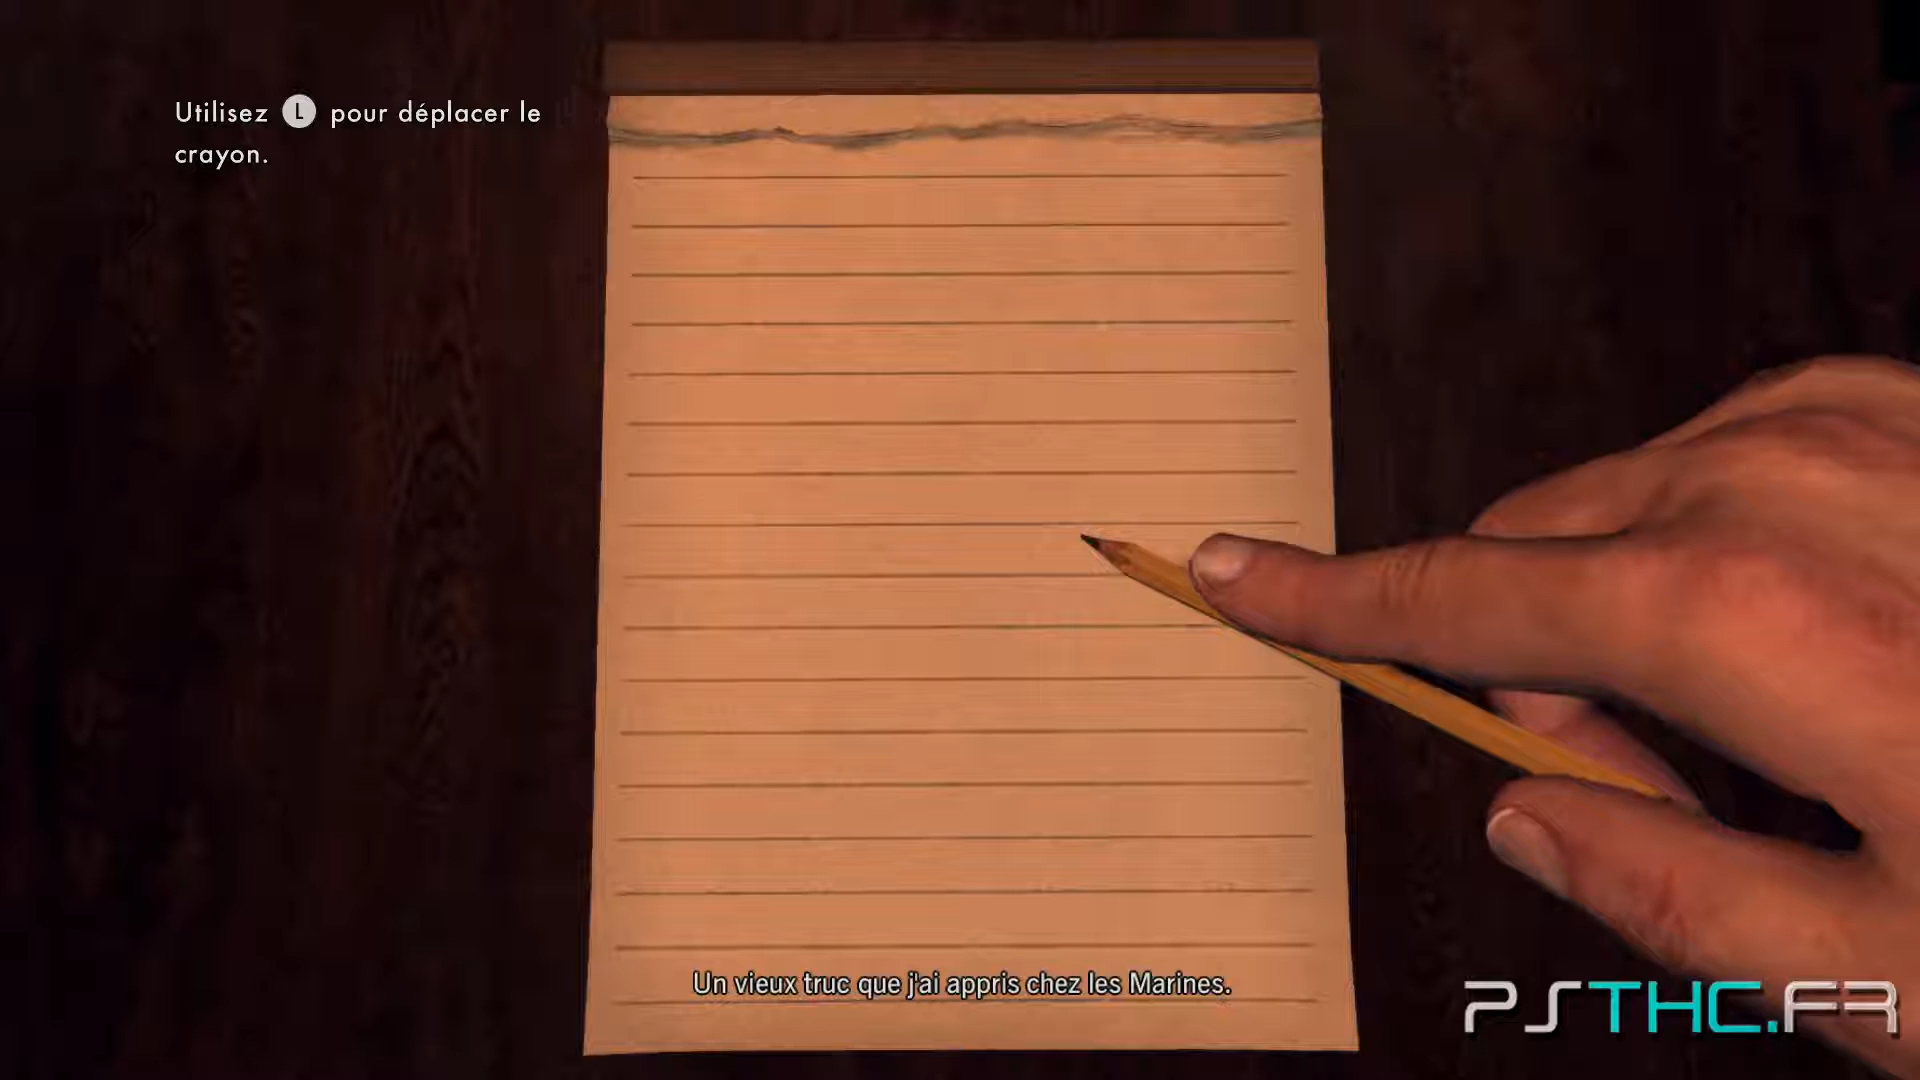 Utilisez L pour déplacer le
crayon.
Un vieux truc que j'ai appris chez les Marines.
PSTHC.FR